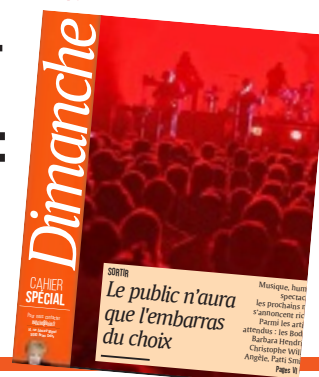 Dimanche
CAHIER
SPÉCIAL
SORTIR
Le public n'aura
que l'embarras
du choix
Musique, hum
spectac
les prochains
s'annoncent ric
Parmi les arti
attendus : les Bod
Barbara Hendri
Christophe Will
Angèle, Patti Sm
Pages